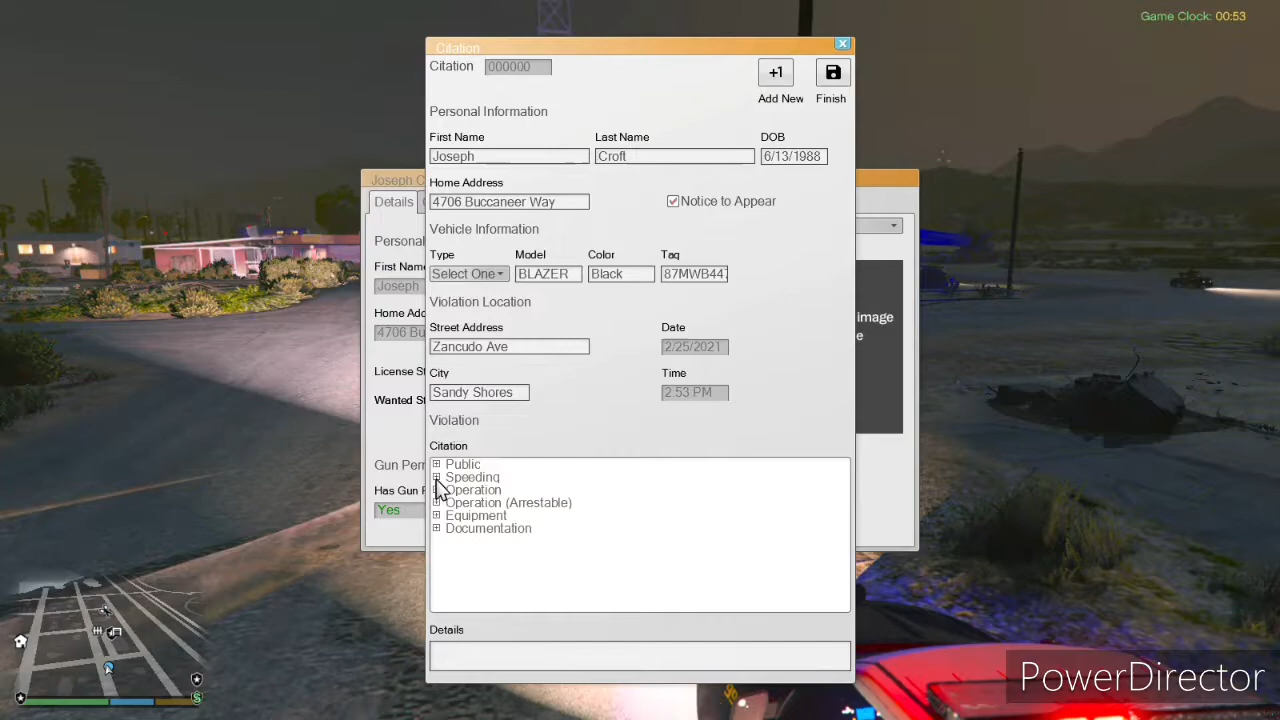 Game Clock: 00:53
Citation
Citation 000000
+1
Add New Finish
Personal Information
First Name Last Name DOB
Joseph Croft 6/13/1988
Home Address
4706 Buccaneer Way Notice to Appear
Vehicle Information
Type Model Color Tag
Select One BLAZER Black 87MWB447
Violation Location
Street Address Date
Zancudo Ave 2/25/2021
City Time
Sandy Shores 2:53 PM
Violation
Citation
Public
Speeding
Operation
Operation (Arrestable)
Equipment
Documentation
Details
Joseph C
Details
Personal
First Name
Joseph
Home Ad
4706 Bu
License S
Wanted St
Gun Per
Has Gun
Yes
image
PowerDirector